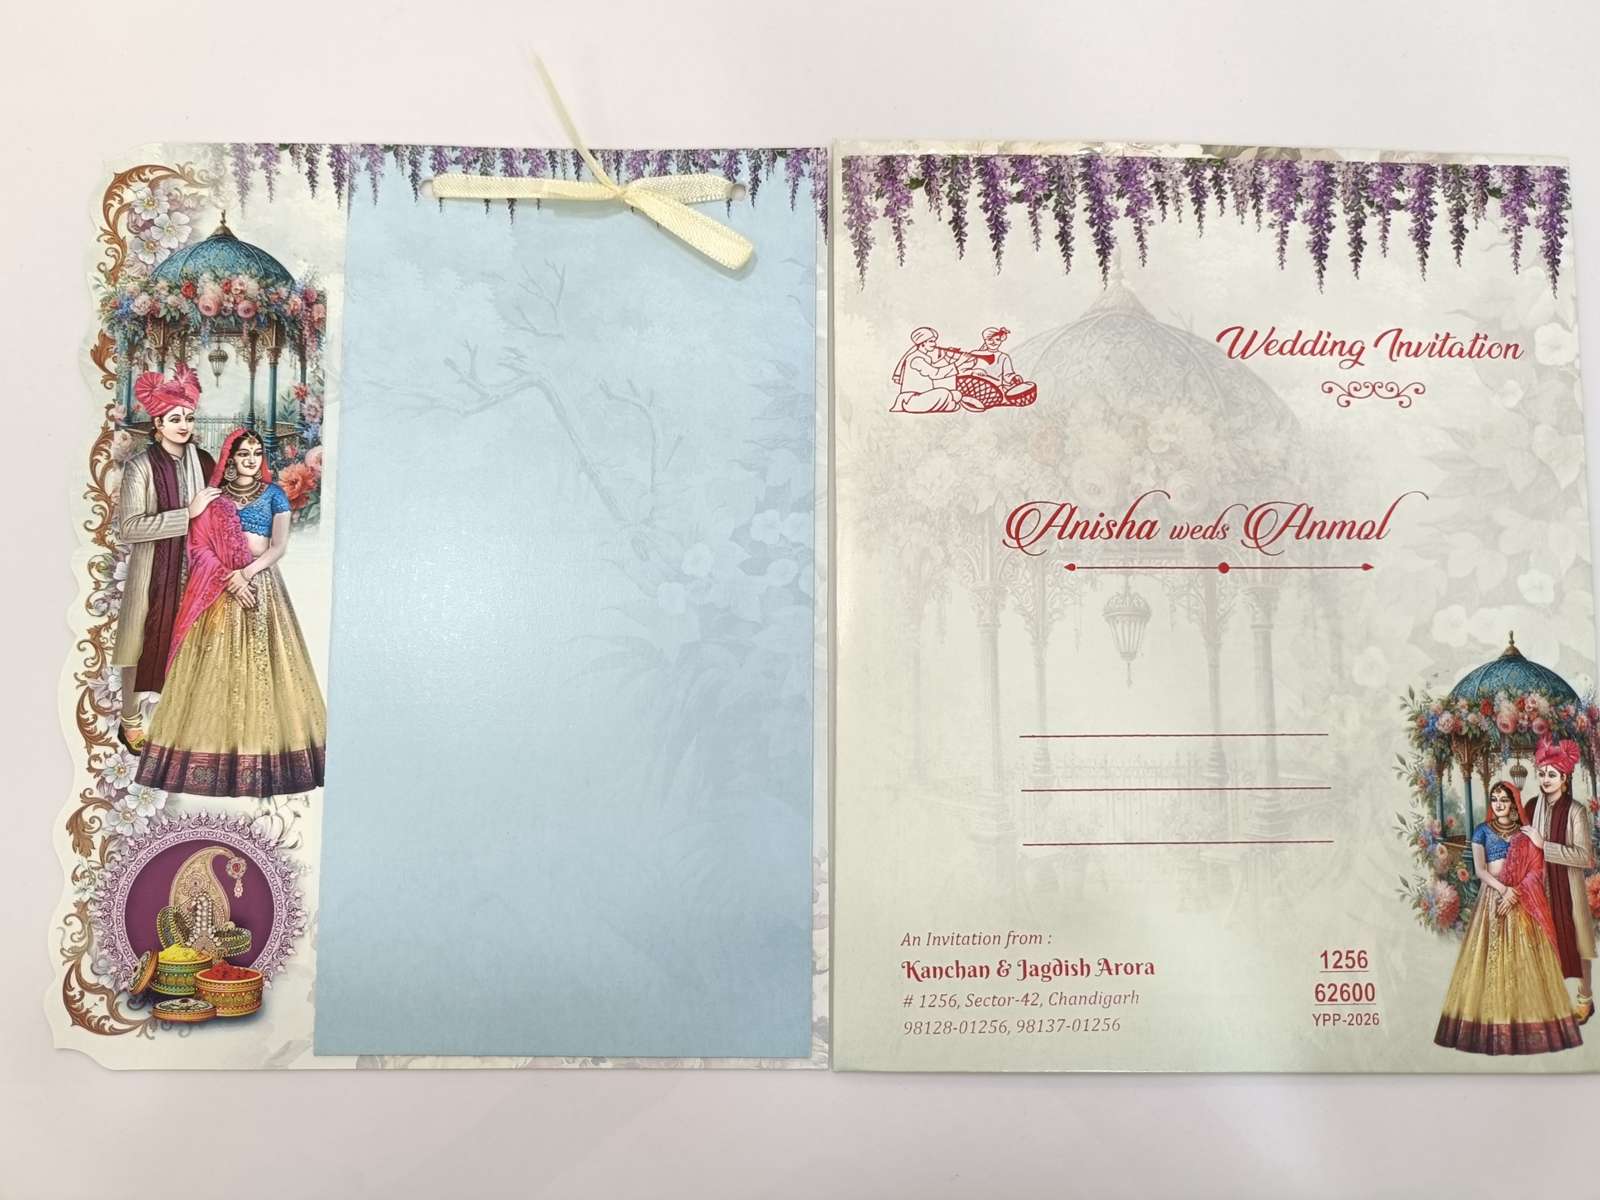 Wedding Invitation
Anisha weds Anmol
An Invitation from :
Kanchan & Jagdish Arora
# 1256, Sector-42, Chandigarh
98128-01256, 98137-01256
1256
62600
YPP-2026